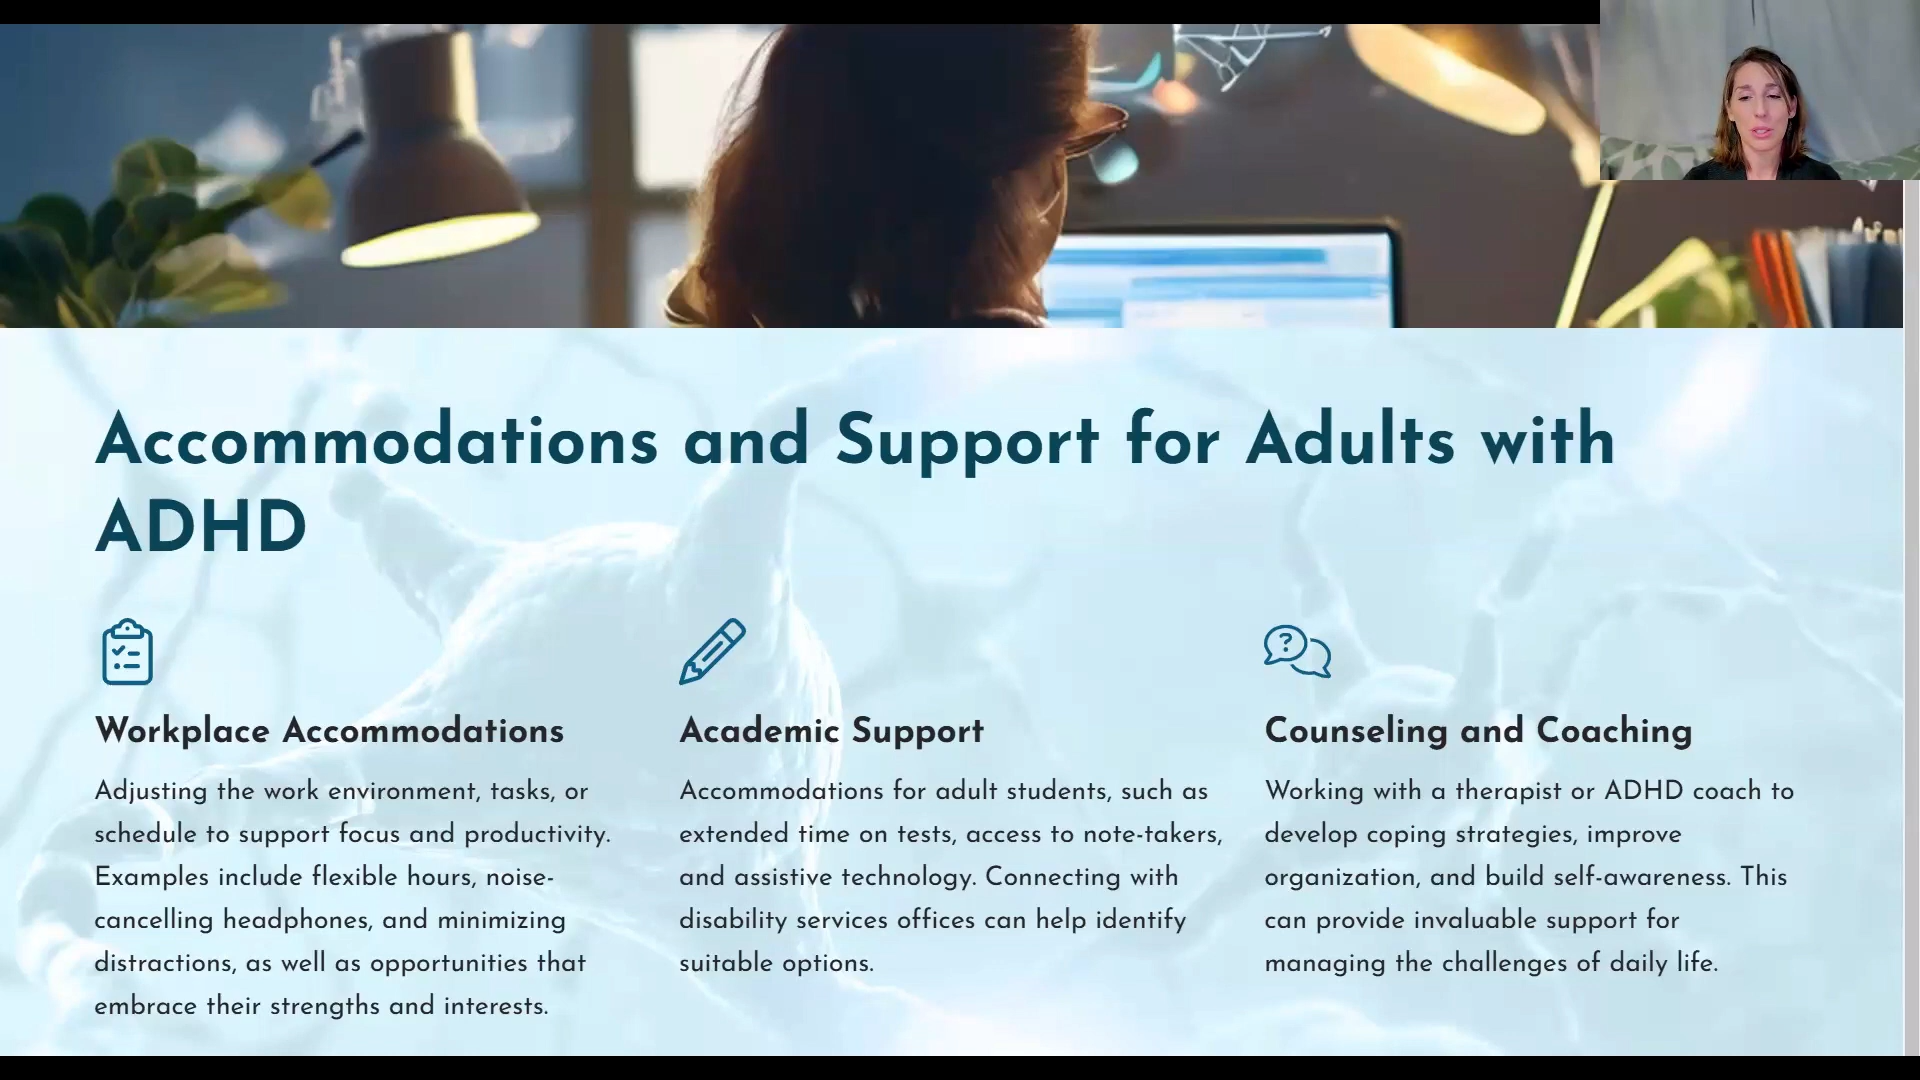 Accommodations and Support for Adults with
ADHD
Workplace Accommodations
Adjusting the work environment, tasks, or
schedule to support focus and productivity.
Examples include flexible hours, noise-
cancelling headphones, and minimizing
distractions, as well as opportunities that
embrace their strengths and interests.
Academic Support
Accommodations for adult students, such as
extended time on tests, access to note-takers,
and assistive technology. Connecting with
disability services offices can help identify
suitable options.
Counseling and Coaching
Working with a therapist or ADHD coach to
develop coping strategies, improve
organization, and build self-awareness. This
can provide invaluable support for
managing the challenges of daily life.